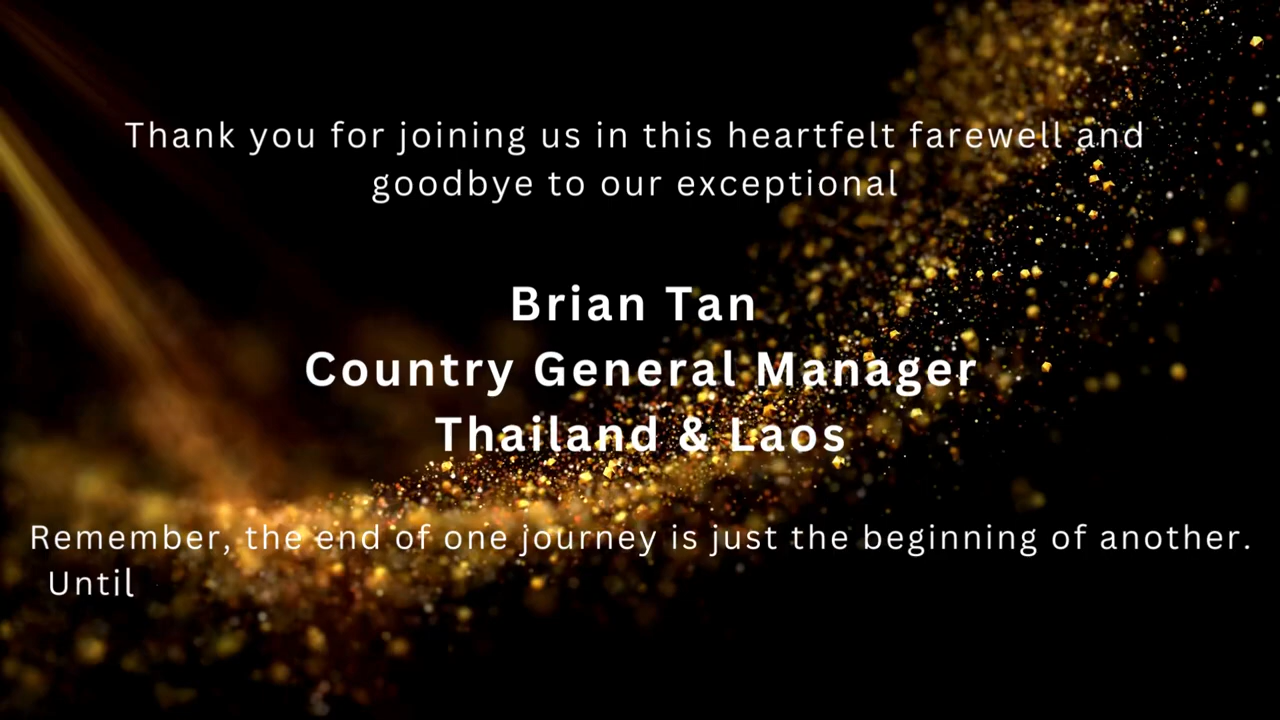 Thank you for joining us in this heartfelt farewell and
goodbye to our exceptional
Brian Tan
Country General Manager
Thailand & Laos
Remember, the end of one journey is just the beginning of another.
Until